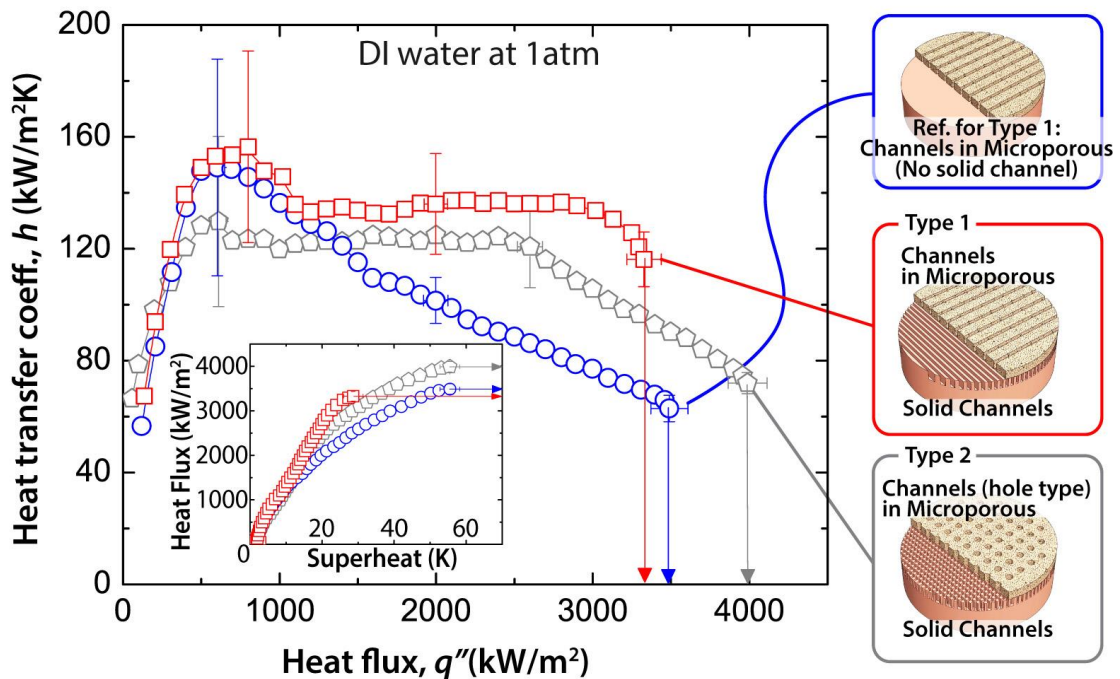 DI water at 1atm
Heat transfer coeff., h (kW/m²K)
200
160
120
80
40
0
0
1000
2000
3000
4000
Heat flux, q″(kW/m²)
Heat Flux (kW/m²)
4000
3000
2000
1000
0
20
40
60
Superheat (K)
Ref. for Type 1:
Channels in Microporous
(No solid channel)
Type 1
Channels
in Microporous
Solid Channels
Type 2
Channels (hole type)
in Microporous
Solid Channels